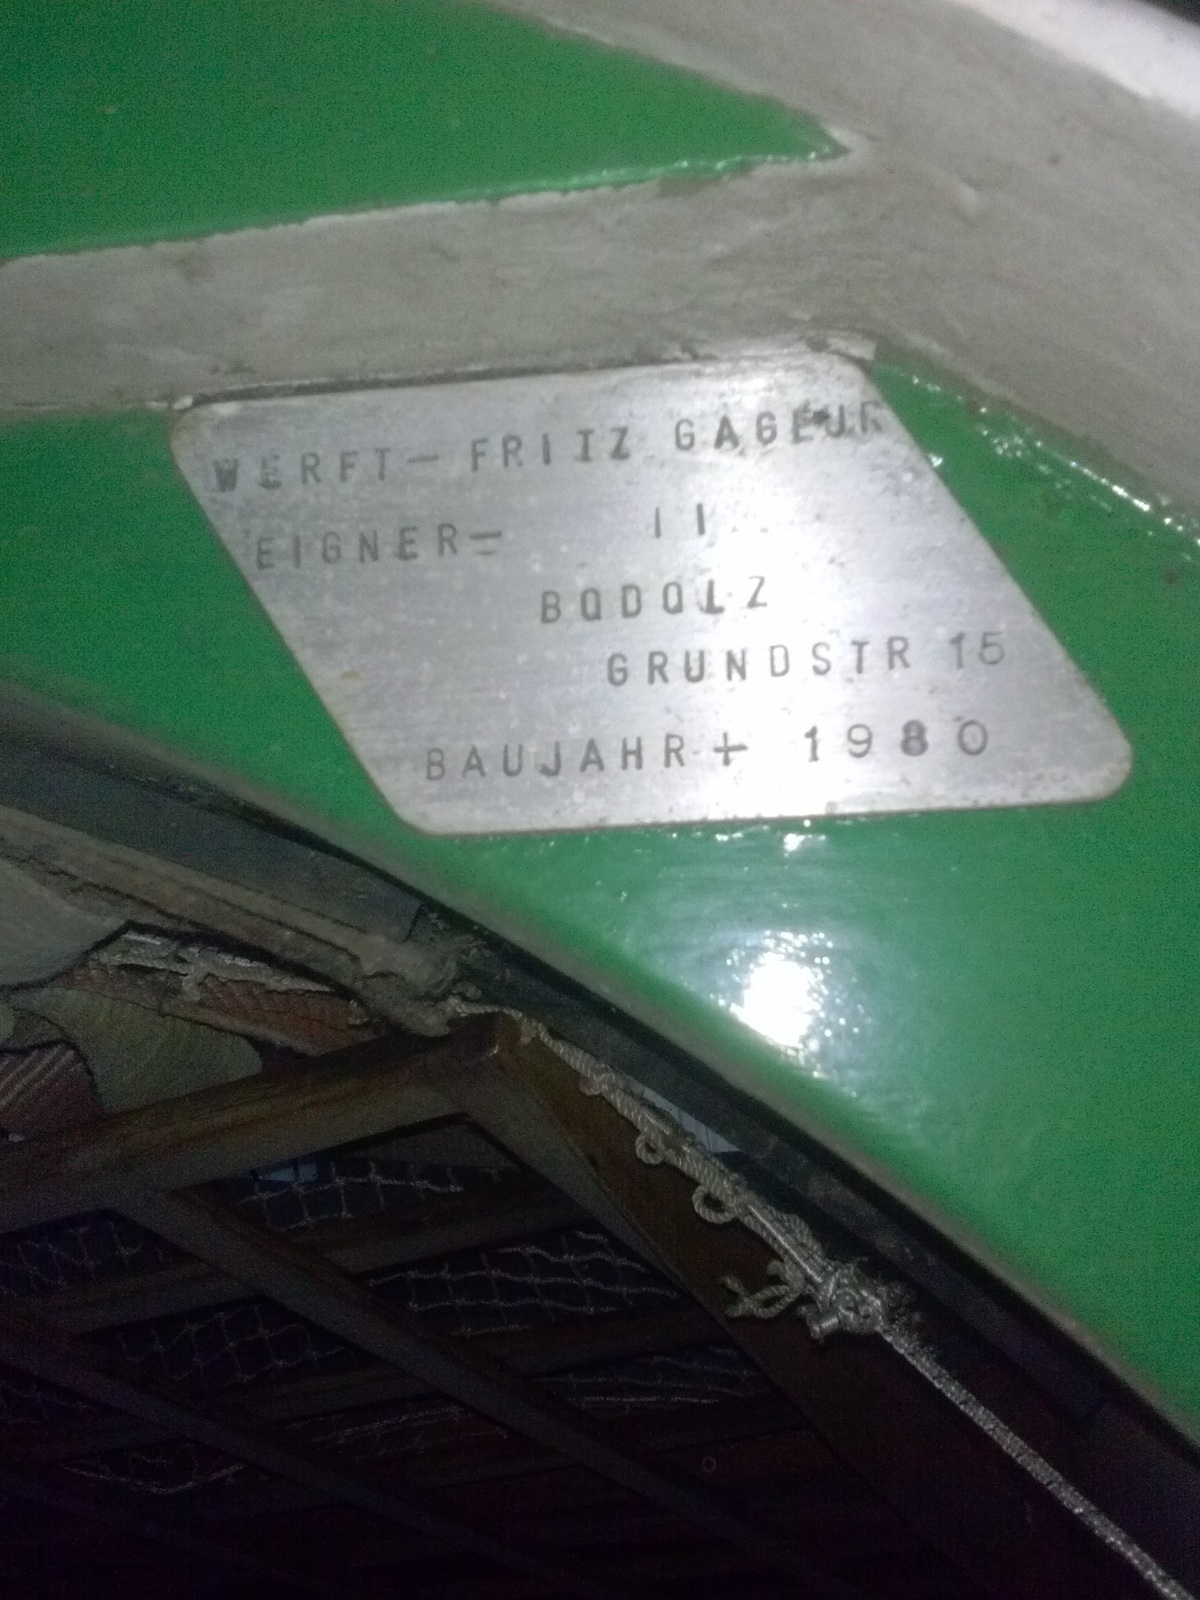 WERFT- FRITZ GAGEUR
EIGNER= II
BODOLZ
GRUNDSTR 15
BAUJAHR+ 1980